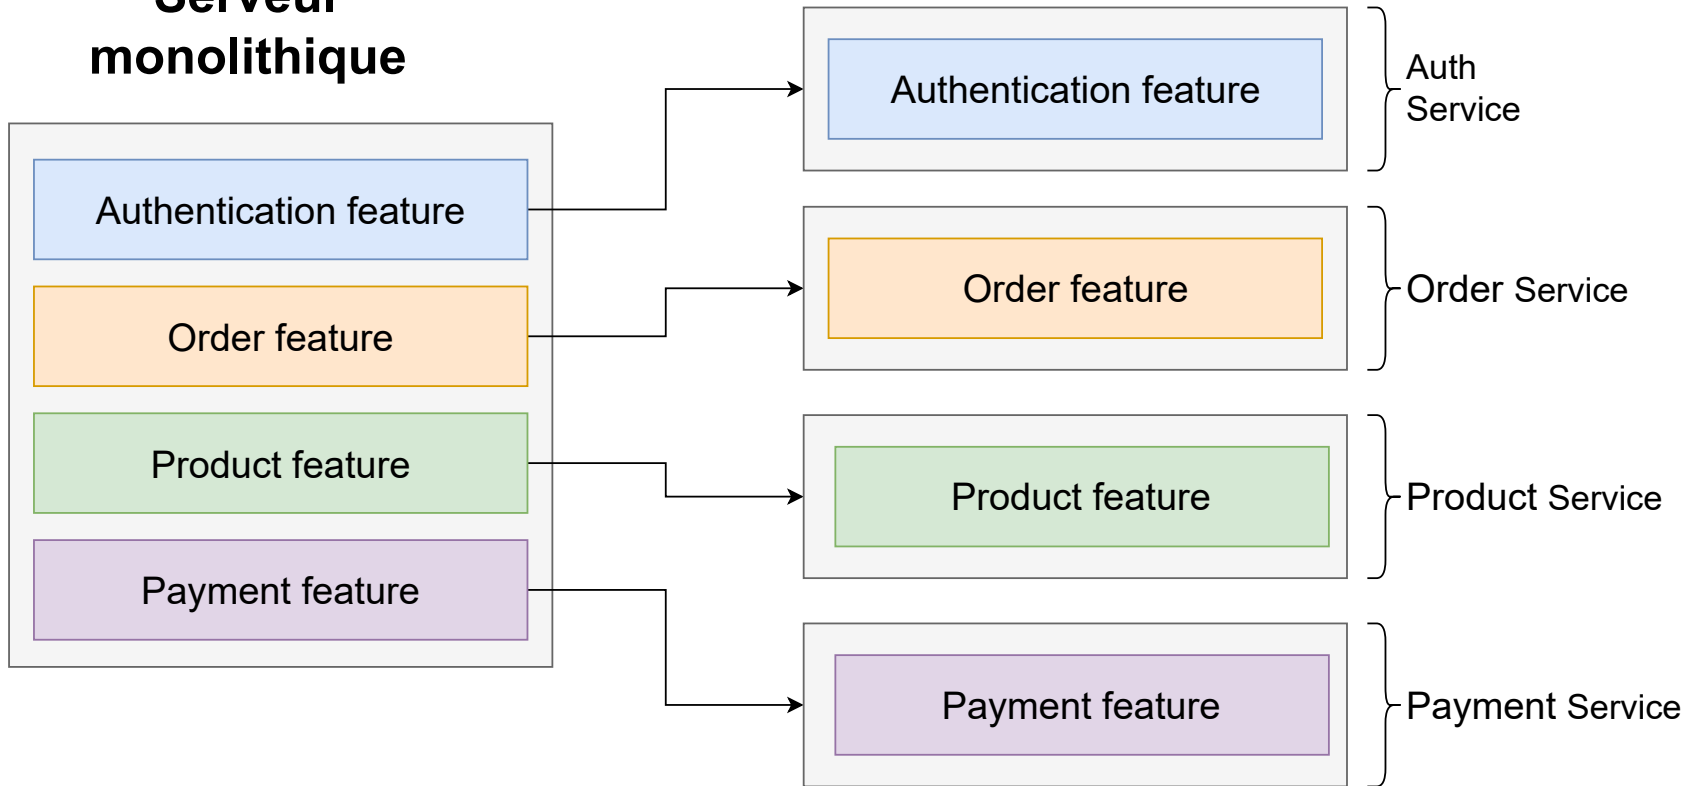 Serveur
monolithique
Authentication feature
Order feature
Product feature
Payment feature
Authentication feature
Auth
Service
Order feature
Order Service
Product feature
Product Service
Payment feature
Payment Service